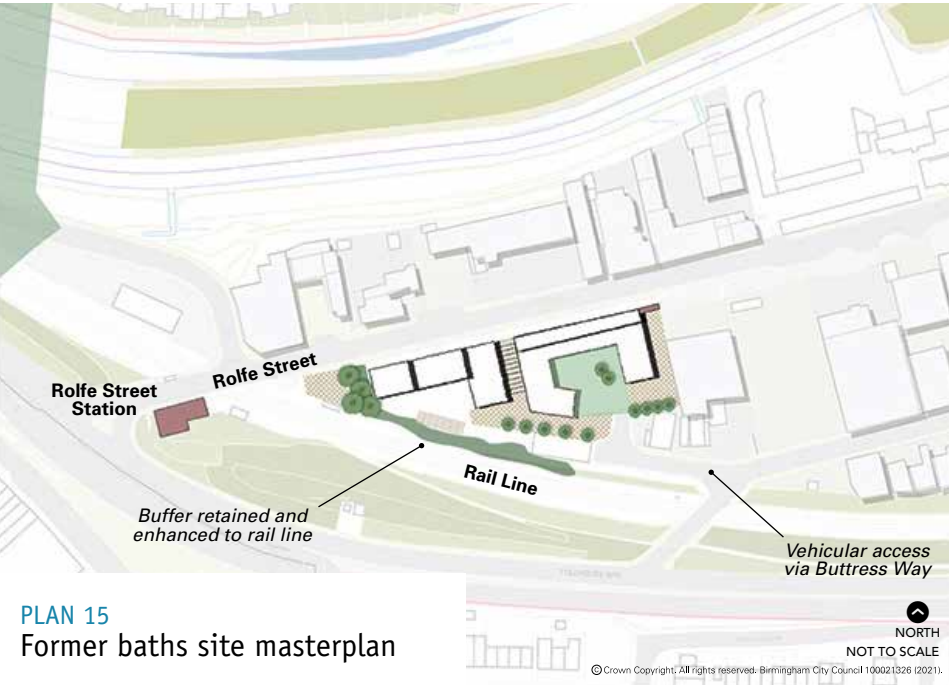 Rolfe Street
Rolfe Street
Station
Rail Line
Buffer retained and
enhanced to rail line
Vehicular access
via Buttress Way
PLAN 15
Former baths site masterplan
NORTH
NOT TO SCALE
© Crown Copyright. All rights reserved. Birmingham City Council 100021326 (2021).